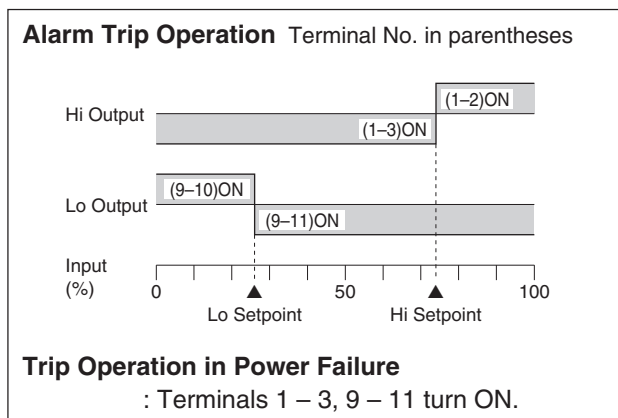 Alarm Trip Operation Terminal No. in parentheses
Hi Output
(1–2)ON
(1–3)ON
Lo Output
(9–10)ON
(9–11)ON
Input
(%)
0
50
100
Lo Setpoint
Hi Setpoint
Trip Operation in Power Failure
: Terminals 1 – 3, 9 – 11 turn ON.